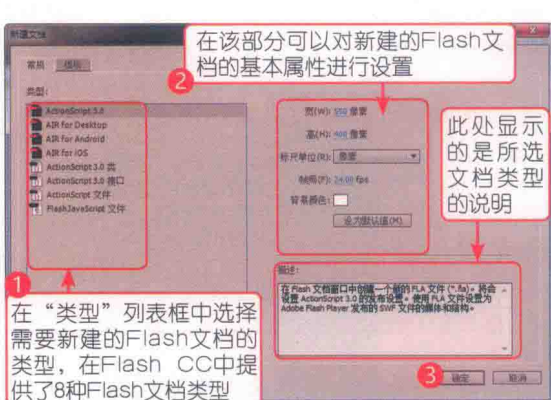 新建文档
在该部分可以对新建的Flash文
档的基本属性进行设置
2
常规
模板
类型:
ActionScript 3.0
AIR for Desktop
AIR for Android
AIR for iOS
ActionScript 3.0 类
ActionScript 3.0 接口
ActionScript 文件
FlashJavaScript 文件
宽(W): 550 像素
高(H): 400 像素
标尺单位(R): 像素
帧频(F): 24.00 fps
背景颜色:
设为默认值(M)
此处显示
的是所选
文档类型
的说明
描述:
在 Flash 文档窗口中创建一个新的 FLA 文件 (*.fla)。将会
设置 ActionScript 3.0 的发布设置。使用 FLA 文件设置为
Adobe Flash Player 发布的 SWF 文件的媒体和结构。
1
在“类型”列表框中选择
需要新建的Flash文档的
类型，在Flash CC中提
供了8种Flash文档类型
3
确定
取消